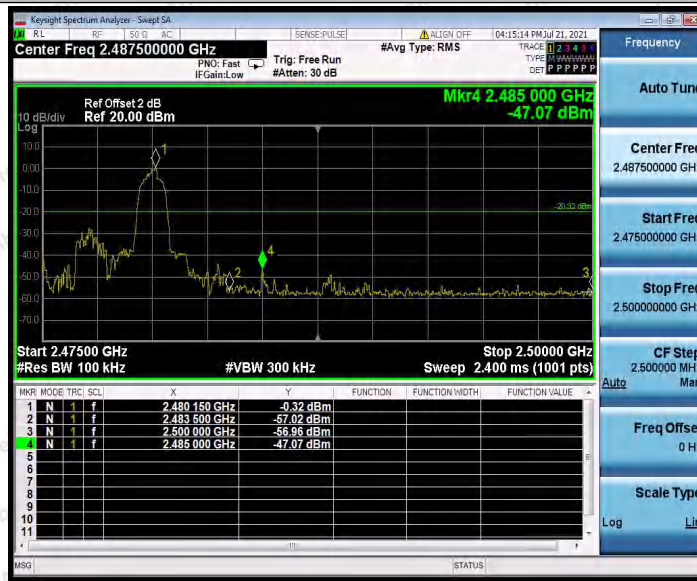 Keysight Spectrum Analyzer - Swept SA
RL RF 50 Ω AC SENSE:PULSE ALIGN OFF 04:15:14 PM Jul 21, 2021
Center Freq 2.487500000 GHz
#Avg Type: RMS
TRACE 1 2 3 4 5 6
PNO: Fast Trig: Free Run
TYPE M
IFGain:Low #Atten: 30 dB
DET P P P P P P
Mkr4 2.485 000 GHz
-47.07 dBm
Ref Offset 2 dB
10 dB/div Ref 20.00 dBm
Log
10.0
0.00
-10.0
-20.0
-30.0
-40.0
-50.0
-60.0
-70.0
1
2
3
4
-20.32 dBm
Start 2.47500 GHz Stop 2.50000 GHz
#Res BW 100 kHz #VBW 300 kHz Sweep 2.400 ms (1001 pts)
MKR MODE TRC SCL X Y FUNCTION FUNCTION WIDTH FUNCTION VALUE
1 N 1 f 2.480 150 GHz -0.32 dBm
2 N 1 f 2.483 500 GHz -57.02 dBm
3 N 1 f 2.500 000 GHz -56.96 dBm
4 N 1 f 2.485 000 GHz -47.07 dBm
5
6
7
8
9
10
11
MSG STATUS
Frequency
Auto Tune
Center Freq
2.487500000 GH
Start Freq
2.475000000 GH
Stop Freq
2.500000000 GH
CF Step
2.500000 MH
Auto Ma
Freq Offse
0 H
Scale Type
Log Li